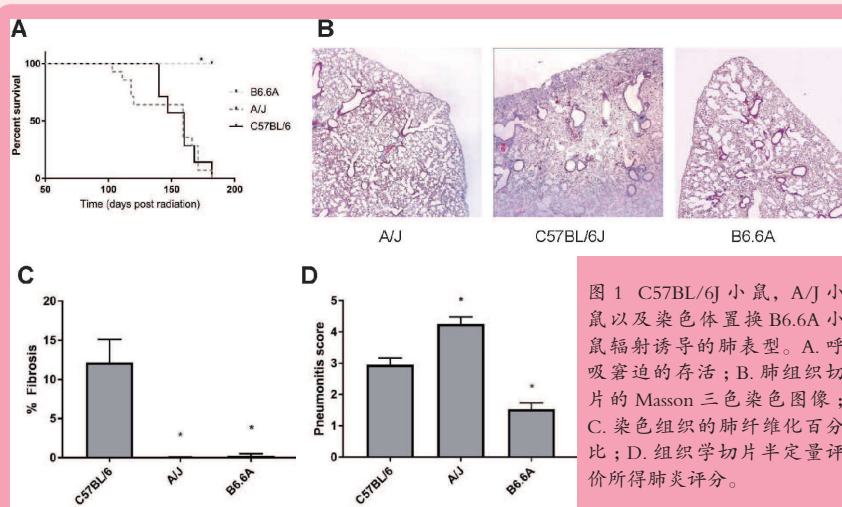 A
Percent survival
100
50
0
50
100
150
200
Time (days post radiation)
*
B6.6A
A/J
C57BL/6
B
A/J
C57BL/6J
B6.6A
C
% Fibrosis
20
15
10
5
0
*
*
C57BL/6
A/J
B6.6A
D
Pneumonitis score
5
4
3
2
1
0
*
*
C57BL/6
A/J
B6.6A
图 1 C57BL/6J 小鼠，A/J 小
鼠以及染色体置换 B6.6A 小
鼠辐射诱导的肺表型。A. 呼
吸窘迫的存活；B. 肺组织切
片的 Masson 三色染色图像；
C. 染色组织的肺纤维化百分
比；D. 组织学切片半定量评
价所得肺炎评分。